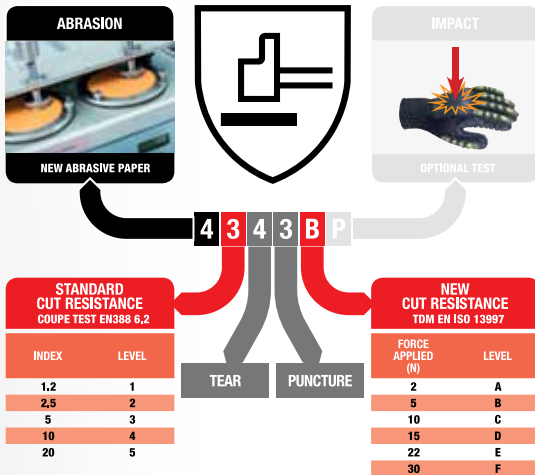 ABRASION
IMPACT
NEW ABRASIVE PAPER
OPTIONAL TEST
4 3 4 3 B P
STANDARD
CUT RESISTANCE
COUPE TEST EN388 6,2
INDEX LEVEL
1.2 1
2,5 2
5 3
10 4
20 5
TEAR
PUNCTURE
NEW
CUT RESISTANCE
TDM EN ISO 13997
FORCE
APPLIED
(N)
LEVEL
2 A
5 B
10 C
15 D
22 E
30 F